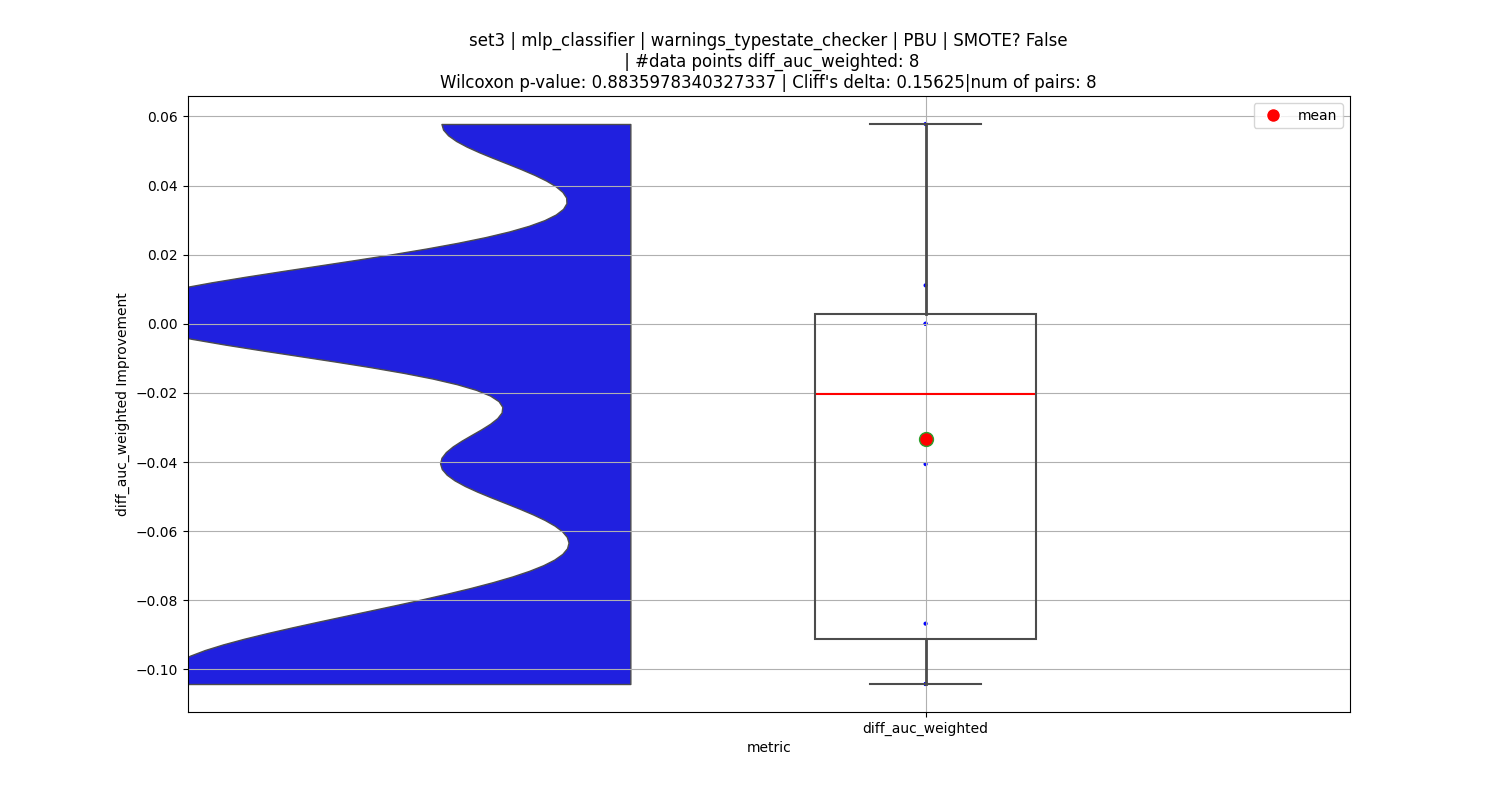 set3 | mlp_classifier | warnings_typestate_checker | PBU | SMOTE? False
| #data points diff_auc_weighted: 8
Wilcoxon p-value: 0.8835978340327337 | Cliff's delta: 0.15625|num of pairs: 8
mean
0.06
0.04
0.02
0.00
−0.02
−0.04
−0.06
−0.08
−0.10
diff_auc_weighted Improvement
diff_auc_weighted
metric